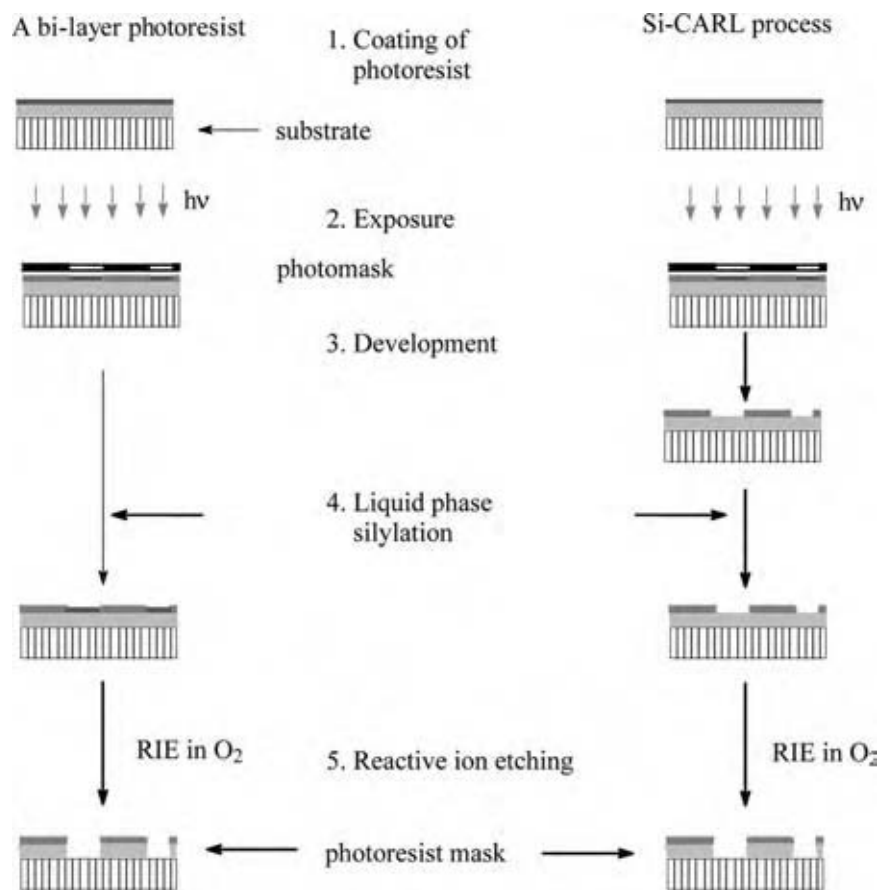 A bi-layer photoresist
Si-CARL process
1. Coating of
photoresist
substrate
hν
hν
2. Exposure
photomask
3. Development
4. Liquid phase
silylation
RIE in O₂
RIE in O₂
5. Reactive ion etching
photoresist mask